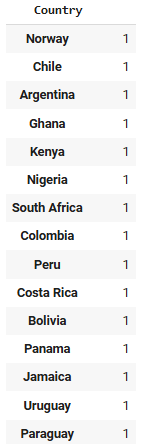 Country
Norway 1
Chile 1
Argentina 1
Ghana 1
Kenya 1
Nigeria 1
South Africa 1
Colombia 1
Peru 1
Costa Rica 1
Bolivia 1
Panama 1
Jamaica 1
Uruguay 1
Paraguay 1